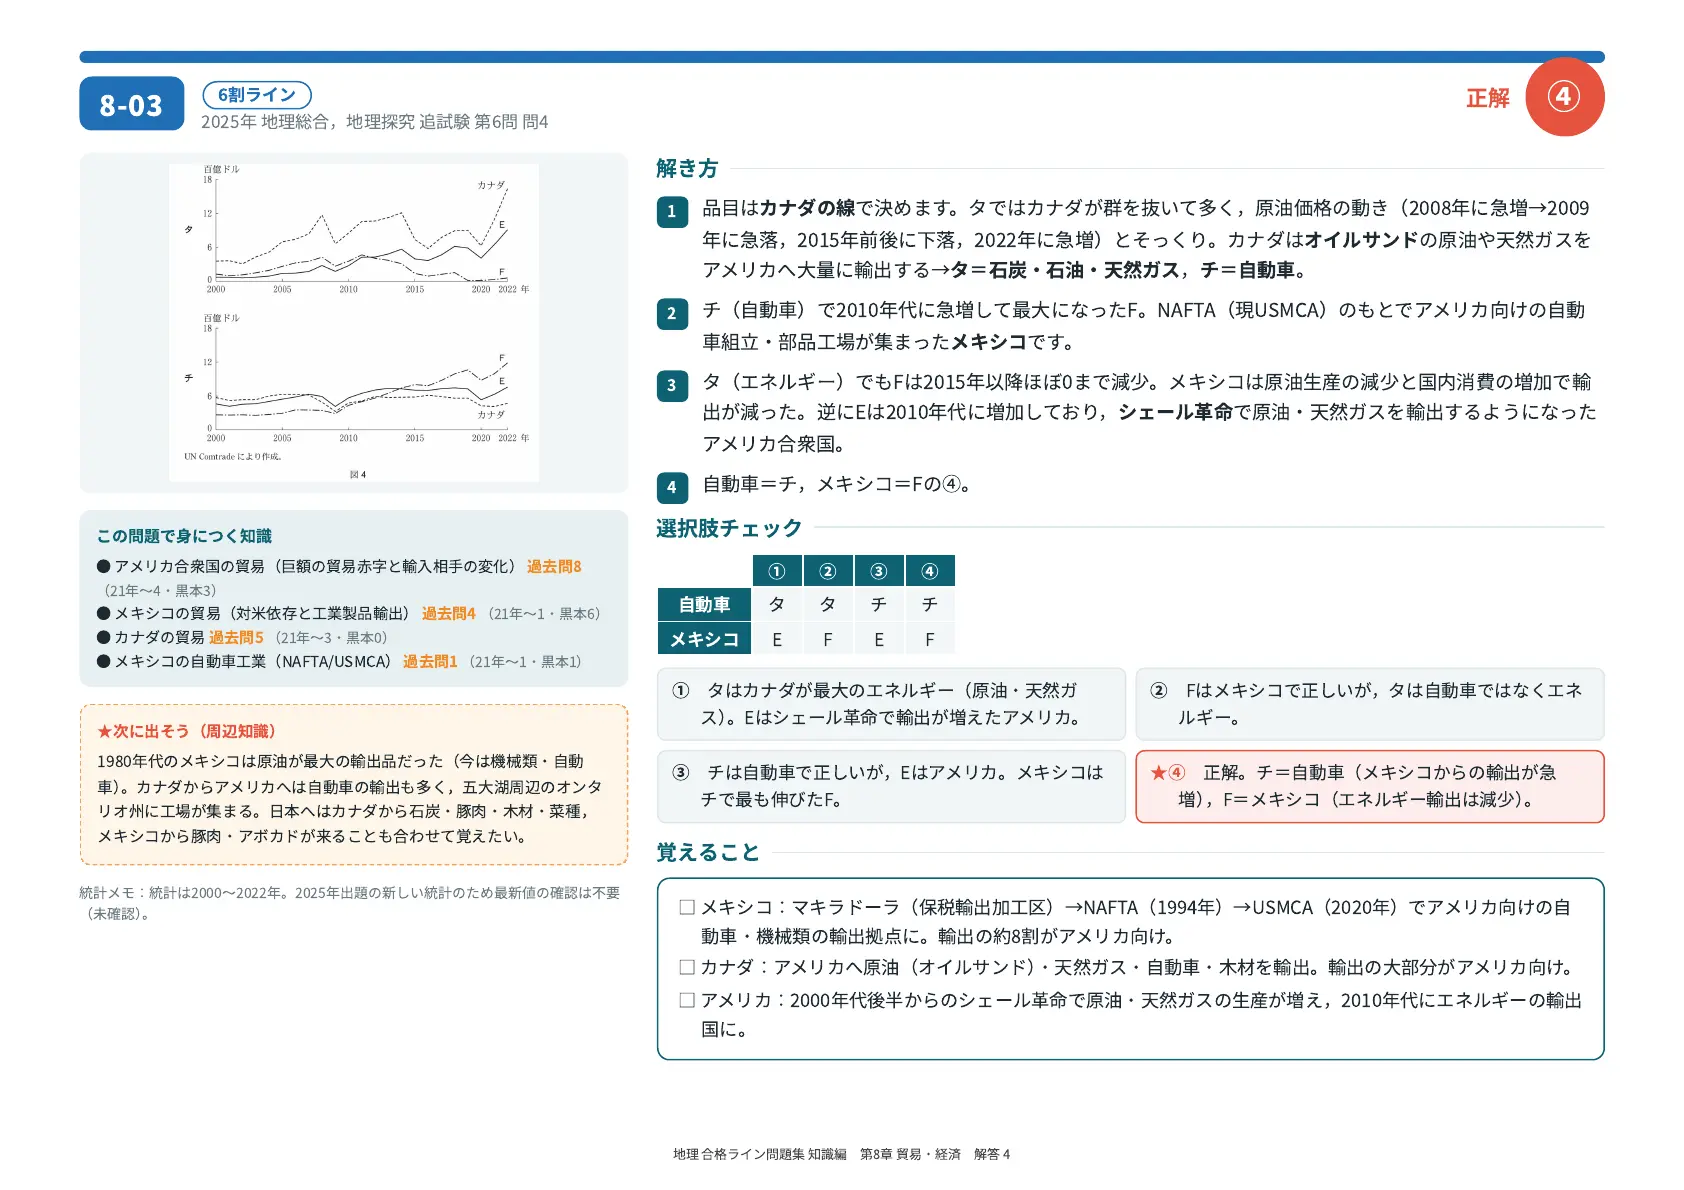 8-03
6割ライン
2025年 地理総合，地理探究 追試験 第6問 問4
正解 ④
百億ドル
18
12
6
0
タ
カナダ
E
F
2000 2005 2010 2015 2020 2022 年
百億ドル
18
12
6
0
チ
F
E
カナダ
2000 2005 2010 2015 2020 2022 年
UN Comtrade により作成。
図 4
この問題で身につく知識
● アメリカ合衆国の貿易（巨額の貿易赤字と輸入相手の変化） 過去問8
（21年～4・黒本3）
● メキシコの貿易（対米依存と工業製品輸出） 過去問4 （21年～1・黒本6）
● カナダの貿易 過去問5 （21年～3・黒本0）
● メキシコの自動車工業（NAFTA/USMCA） 過去問1 （21年～1・黒本1）
★次に出そう（周辺知識）
1980年代のメキシコは原油が最大の輸出品だった（今は機械類・自動
車）。カナダからアメリカへは自動車の輸出も多く，五大湖周辺のオンタ
リオ州に工場が集まる。日本へはカナダから石炭・豚肉・木材・菜種，
メキシコから豚肉・アボカドが来ることも合わせて覚えたい。
統計メモ：統計は2000～2022年。2025年出題の新しい統計のため最新値の確認は不要
（未確認）。
解き方
1 品目はカナダの線で決めます。タではカナダが群を抜いて多く，原油価格の動き（2008年に急増→2009
年に急落，2015年前後に下落，2022年に急増）とそっくり。カナダはオイルサンドの原油や天然ガスを
アメリカへ大量に輸出する→タ＝石炭・石油・天然ガス，チ＝自動車。
2 チ（自動車）で2010年代に急増して最大になったF。NAFTA（現USMCA）のもとでアメリカ向けの自動
車組立・部品工場が集まったメキシコです。
3 タ（エネルギー）でもFは2015年以降ほぼ0まで減少。メキシコは原油生産の減少と国内消費の増加で輸
出が減った。逆にEは2010年代に増加しており，シェール革命で原油・天然ガスを輸出するようになった
アメリカ合衆国。
4 自動車＝チ，メキシコ＝Fの④。
選択肢チェック
① ② ③ ④
自動車 タ タ チ チ
メキシコ E F E F
① タはカナダが最大のエネルギー（原油・天然ガ
ス）。Eはシェール革命で輸出が増えたアメリカ。
② Fはメキシコで正しいが，タは自動車ではなくエネ
ルギー。
③ チは自動車で正しいが，Eはアメリカ。メキシコは
チで最も伸びたF。
★④ 正解。チ＝自動車（メキシコからの輸出が急
増），F＝メキシコ（エネルギー輸出は減少）。
覚えること
□ メキシコ：マキラドーラ（保税輸出加工区）→NAFTA（1994年）→USMCA（2020年）でアメリカ向けの自
動車・機械類の輸出拠点に。輸出の約8割がアメリカ向け。
□ カナダ：アメリカへ原油（オイルサンド）・天然ガス・自動車・木材を輸出。輸出の大部分がアメリカ向け。
□ アメリカ：2000年代後半からのシェール革命で原油・天然ガスの生産が増え，2010年代にエネルギーの輸出
国に。
地理 合格ライン問題集 知識編 第8章 貿易・経済 解答 4